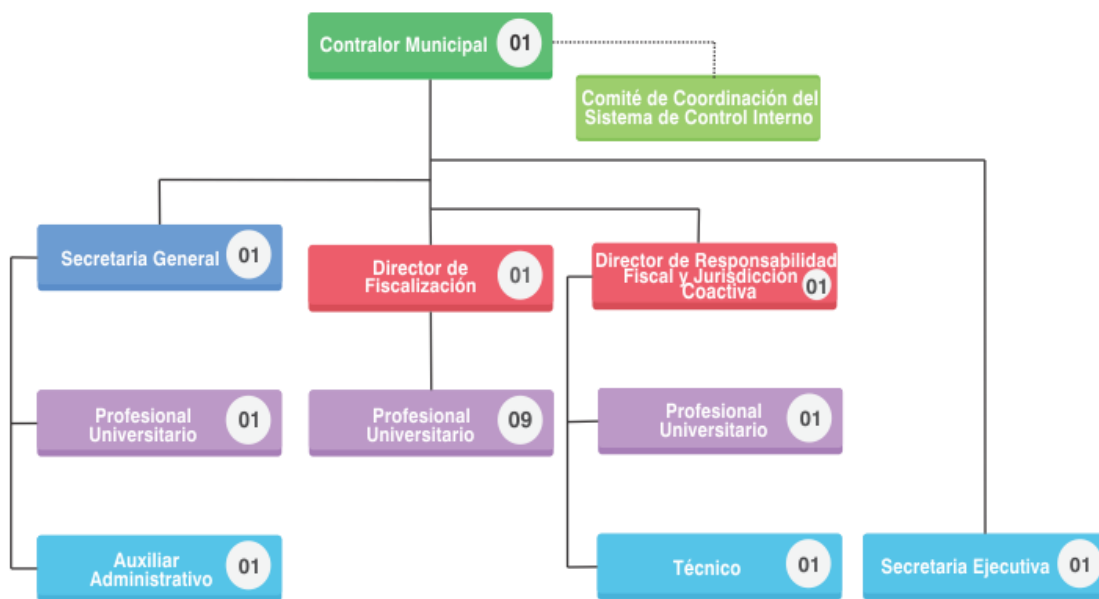 Contralor Municipal 01
Comité de Coordinación del
Sistema de Control Interno
Secretaria General 01
Director de
Fiscalización
01
Director de Responsabilidad
Fiscal y Jurisdicción
Coactiva
01
Profesional
Universitario
01
Profesional
Universitario
09
Profesional
Universitario
01
Auxiliar
Administrativo
01
Técnico 01
Secretaria Ejecutiva 01